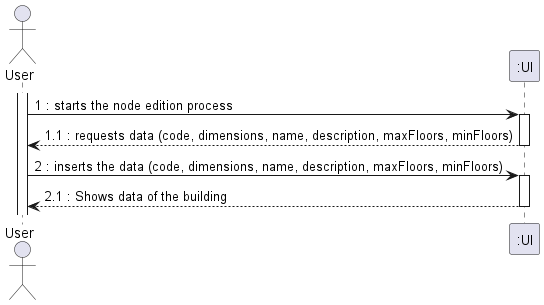 User
:UI
1 : starts the node edition process
1.1 : requests data (code, dimensions, name, description, maxFloors, minFloors)
2 : inserts the data (code, dimensions, name, description, maxFloors, minFloors)
2.1 : Shows data of the building
User
:UI